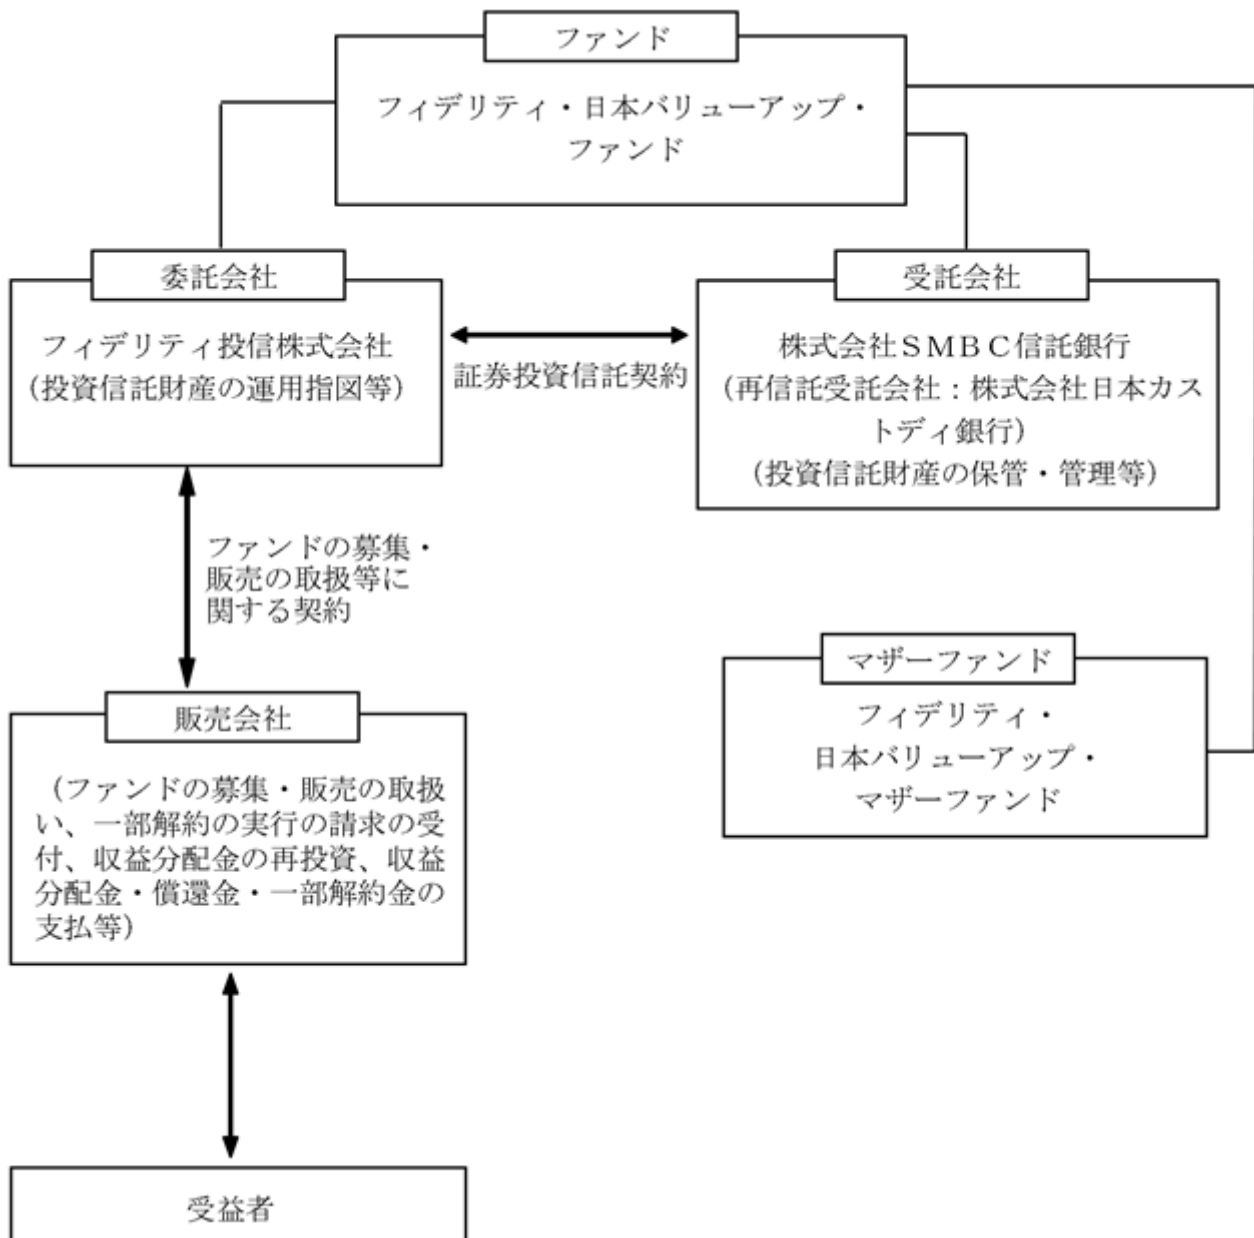 ファンド
フィデリティ・日本バリューアップ・
ファンド
委託会社
フィデリティ投信株式会社
（投資信託財産の運用指図等）
証券投資信託契約
受託会社
株式会社ＳＭＢＣ信託銀行
（再信託受託会社：株式会社日本カス
トディ銀行）
（投資信託財産の保管・管理等）
ファンドの募集・
販売の取扱等に
関する契約
マザーファンド
フィデリティ・
日本バリューアップ・
マザーファンド
販売会社
（ファンドの募集・販売の取扱
い、一部解約の実行の請求の受
付、収益分配金の再投資、収益
分配金・償還金・一部解約金の
支払等）
受益者